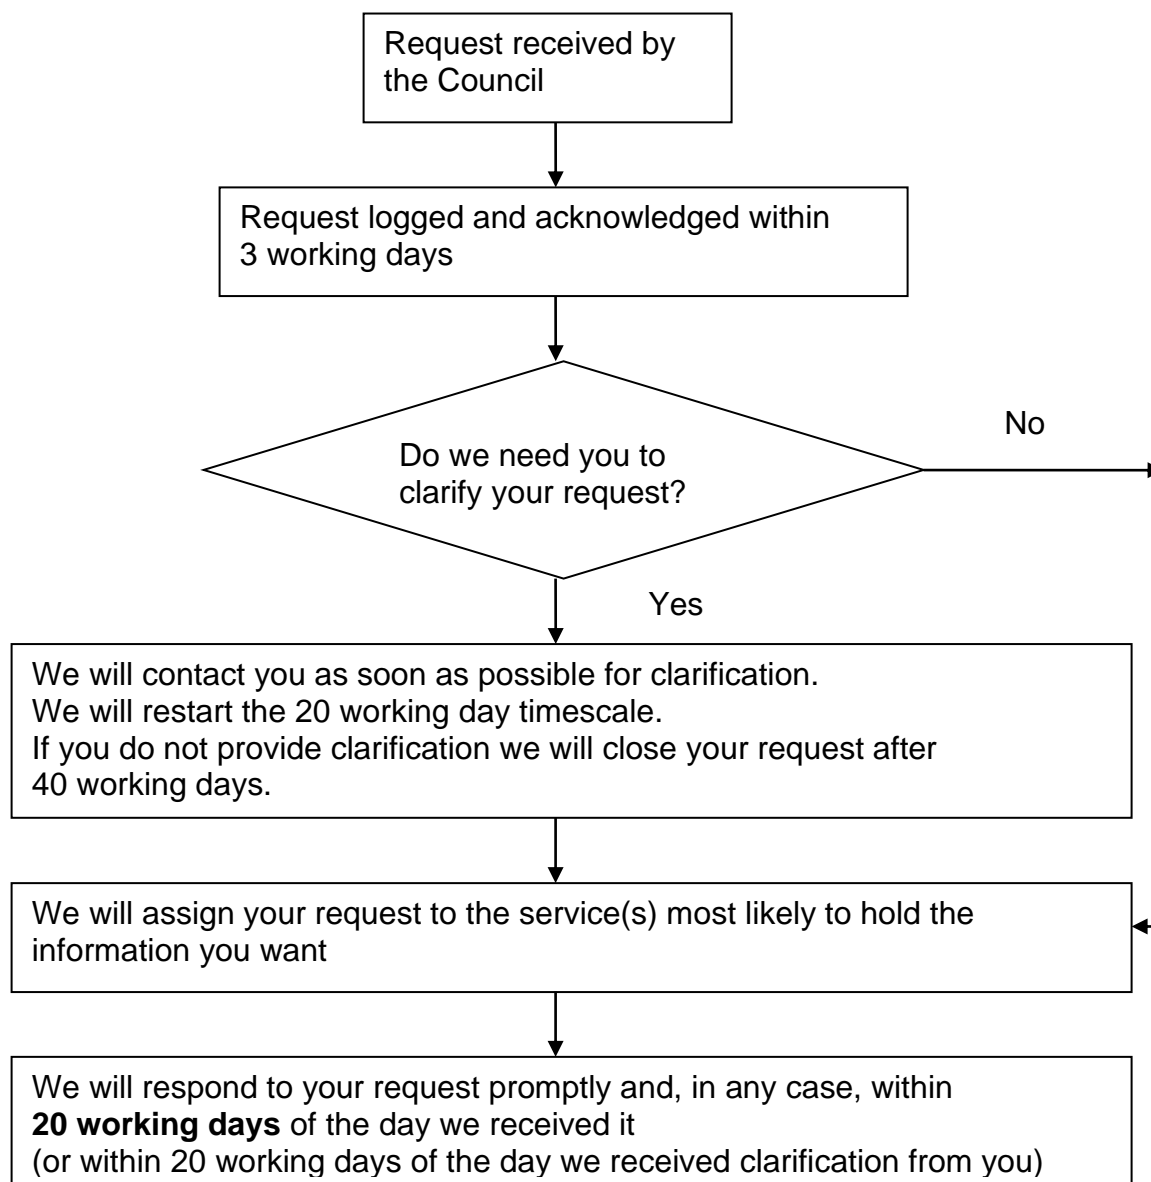 Request received by
the Council
Request logged and acknowledged within
3 working days
Do we need you to
clarify your request?
No
Yes
We will contact you as soon as possible for clarification.
We will restart the 20 working day timescale.
If you do not provide clarification we will close your request after
40 working days.
We will assign your request to the service(s) most likely to hold the
information you want
We will respond to your request promptly and, in any case, within
20 working days of the day we received it
(or within 20 working days of the day we received clarification from you)